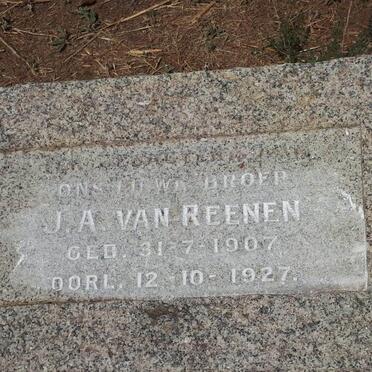 ONS LIEWE BROER
J.A. VAN REENEN
GEB. 31-7-1907
OORL. 12-10-1927.